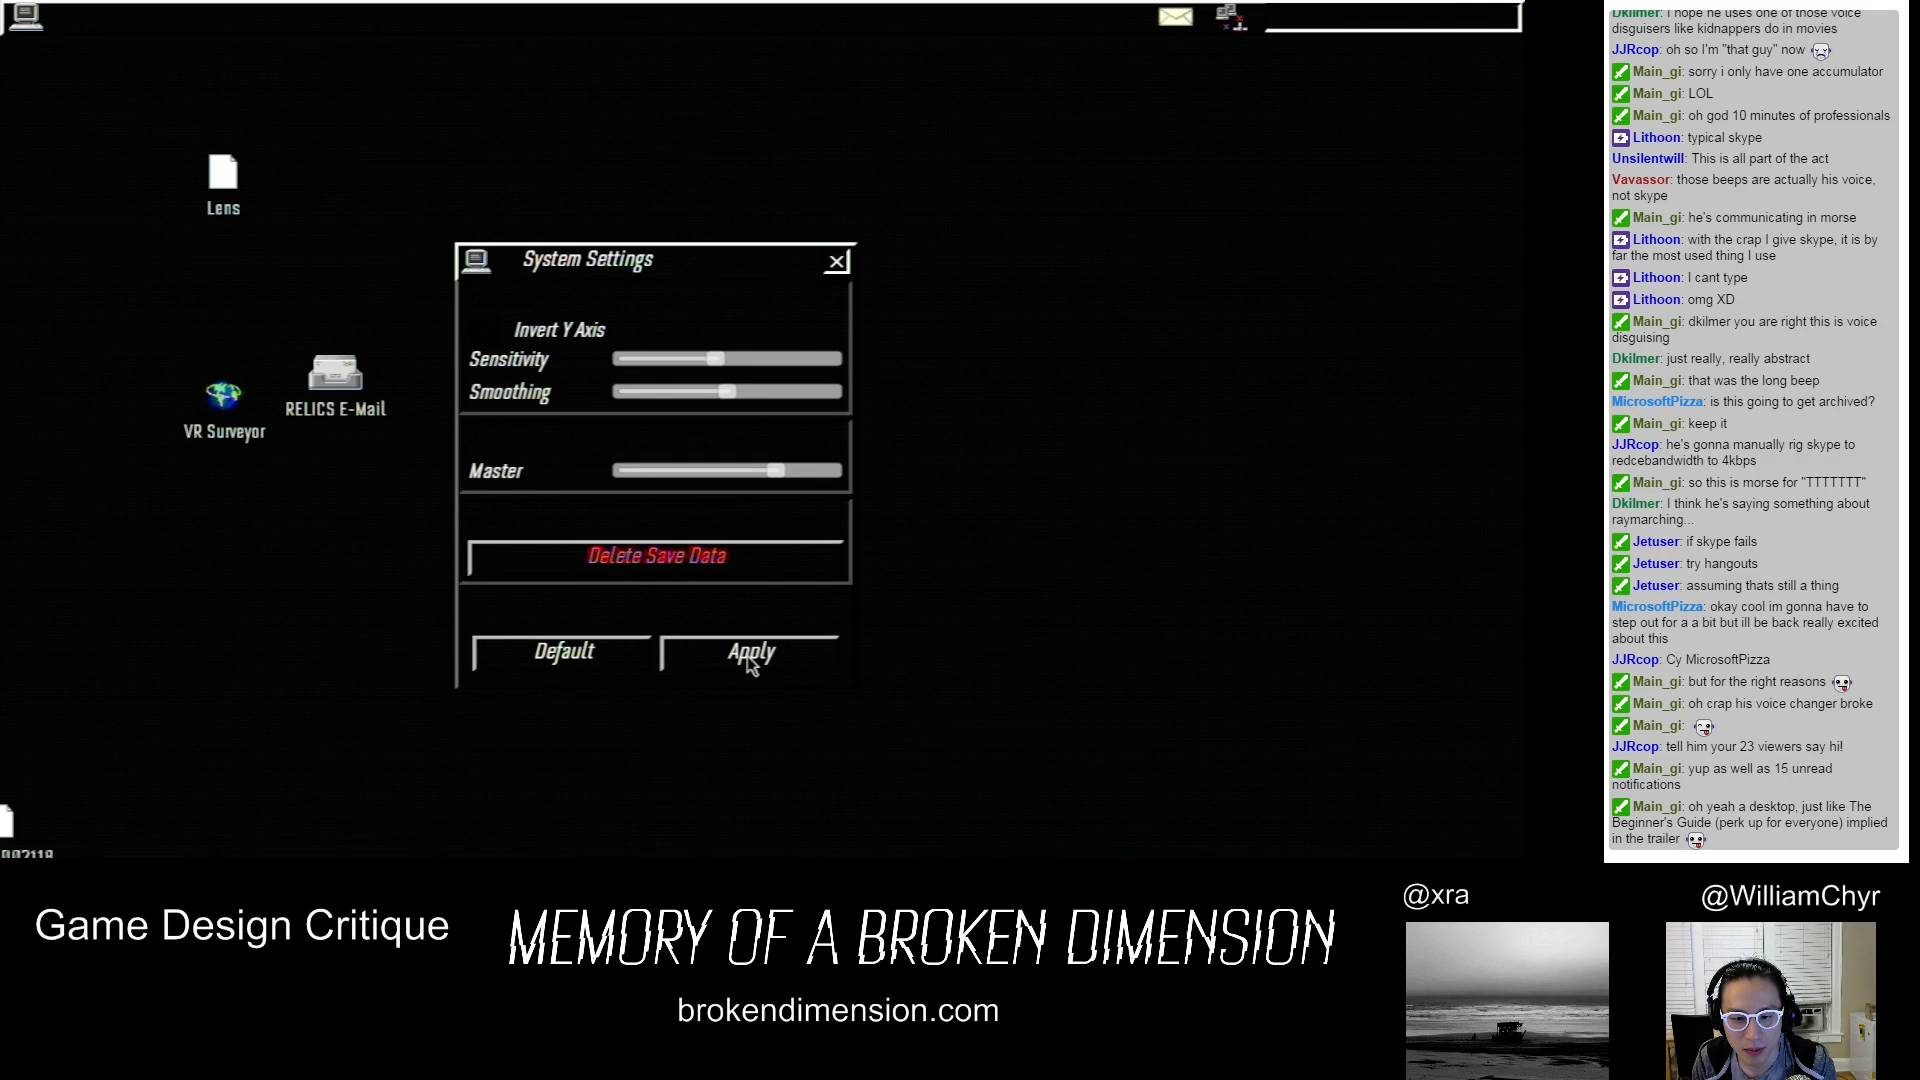 Lens
RELICS E-Mail
VR Surveyor
System Settings
Invert Y Axis
Sensitivity
Smoothing
Master
Delete Save Data
Default
Apply
002118
Dkilmer: I hope he uses one of those voice
disguisers like kidnappers do in movies
JJRcop: oh so I'm "that guy" now
Main_gi: sorry i only have one accumulator
Main_gi: LOL
Main_gi: oh god 10 minutes of professionals
Lithoon: typical skype
Unsilentwill: This is all part of the act
Vavassor: those beeps are actually his voice,
not skype
Main_gi: he's communicating in morse
Lithoon: with the crap I give skype, it is by
far the most used thing I use
Lithoon: I cant type
Lithoon: omg XD
Main_gi: dkilmer you are right this is voice
disguising
Dkilmer: just really, really abstract
Main_gi: that was the long beep
MicrosoftPizza: is this going to get archived?
Main_gi: keep it
JJRcop: he's gonna manually rig skype to
redcebandwidth to 4kbps
Main_gi: so this is morse for "TTTTTTT"
Dkilmer: I think he's saying something about
raymarching...
Jetuser: if skype fails
Jetuser: try hangouts
Jetuser: assuming thats still a thing
MicrosoftPizza: okay cool im gonna have to
step out for a a bit but ill be back really excited
about this
JJRcop: Cy MicrosoftPizza
Main_gi: but for the right reasons
Main_gi: oh crap his voice changer broke
Main_gi:
JJRcop: tell him your 23 viewers say hi!
Main_gi: yup as well as 15 unread
notifications
Main_gi: oh yeah a desktop, just like The
Beginner's Guide (perk up for everyone) implied
in the trailer
Game Design Critique
MEMORY OF A BROKEN DIMENSION
brokendimension.com
@xra
@WilliamChyr